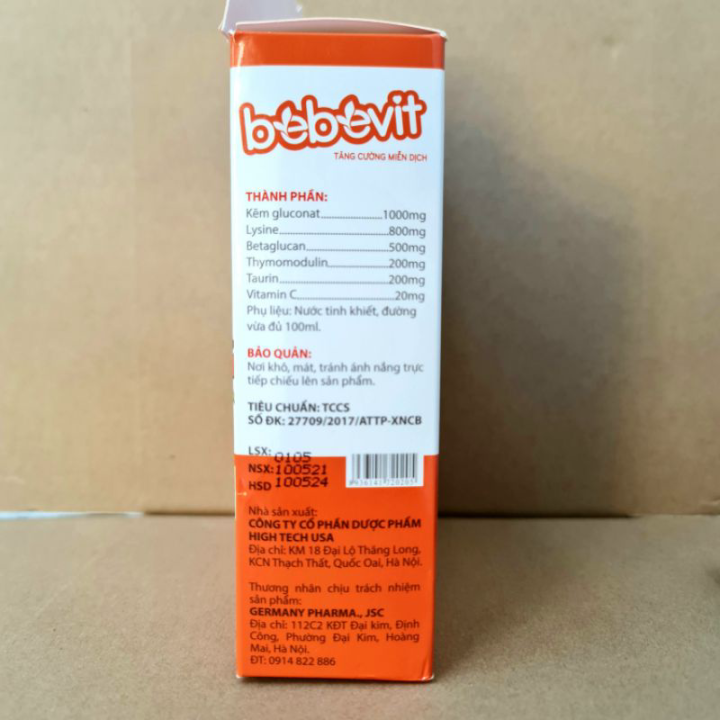 bebevit
TĂNG CƯỜNG MIỄN DỊCH
THÀNH PHẦN:
Kẽm gluconat 1000mg
Lysine 800mg
Betaglucan 500mg
Thymomodulin 200mg
Taurin 200mg
Vitamin C 20mg
Phụ liệu: Nước tinh khiết, đường
vừa đủ 100ml.
BẢO QUẢN:
Nơi khô, mát, tránh ánh nắng trực
tiếp chiếu lên sản phẩm.
TIÊU CHUẨN: TCCS
SỐ ĐK: 27709/2017/ATTP-XNCB
LSX: 0105
NSX: 100521
HSD 100524
Nhà sản xuất:
CÔNG TY CỔ PHẦN DƯỢC PHẨM
HIGH TECH USA
Địa chỉ: KM 18 Đại Lộ Thăng Long,
KCN Thạch Thất, Quốc Oai, Hà Nội.
Thương nhân chịu trách nhiệm
sản phẩm:
GERMANY PHARMA., JSC
Địa chỉ: 112C2 KĐT Đại kim, Định
Công, Phường Đại Kim, Hoàng
Mai, Hà Nội.
ĐT: 0914 822 886